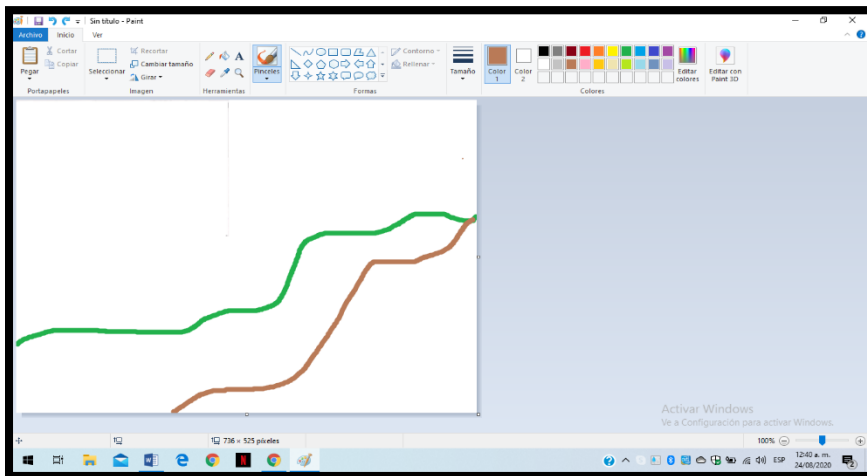 Sin título - Paint
Archivo Inicio Ver
Pegar
Cortar
Copiar
Portapapeles
Seleccionar
Recortar
Cambiar tamaño
Girar
Imagen
A
Herramientas
Pinceles
Contorno
Rellenar
Formas
Tamaño
Color 1
Color 2
Editar colores
Editar con Paint 3D
Colores
Activar Windows
Ve a Configuración para activar Windows.
736 × 525 píxeles
100%
ESP
12:40 a. m.
24/08/2020